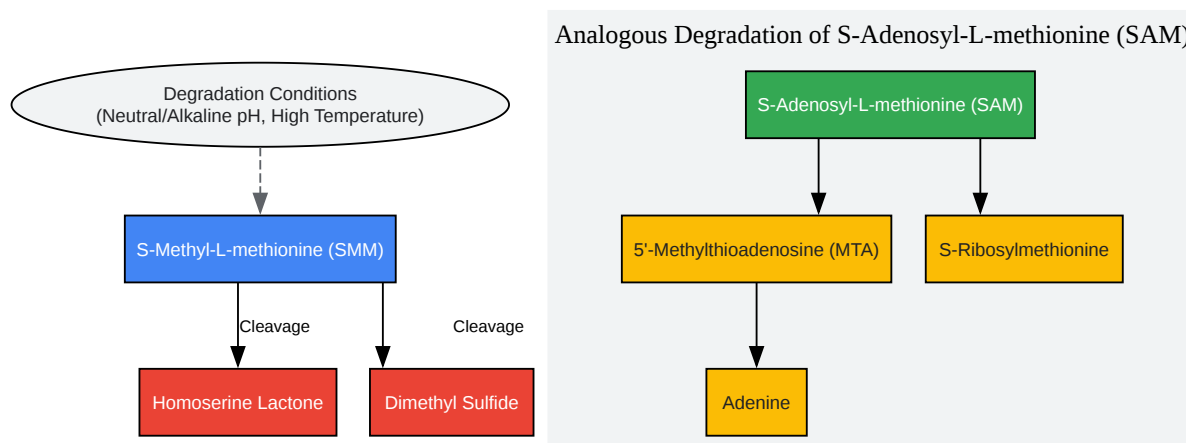 Degradation Conditions
(Neutral/Alkaline pH, High Temperature)
S-Methyl-L-methionine (SMM)
Cleavage
Cleavage
Homoserine Lactone
Dimethyl Sulfide
Analogous Degradation of S-Adenosyl-L-methionine (SAM)
S-Adenosyl-L-methionine (SAM)
5'-Methylthioadenosine (MTA)
S-Ribosylmethionine
Adenine